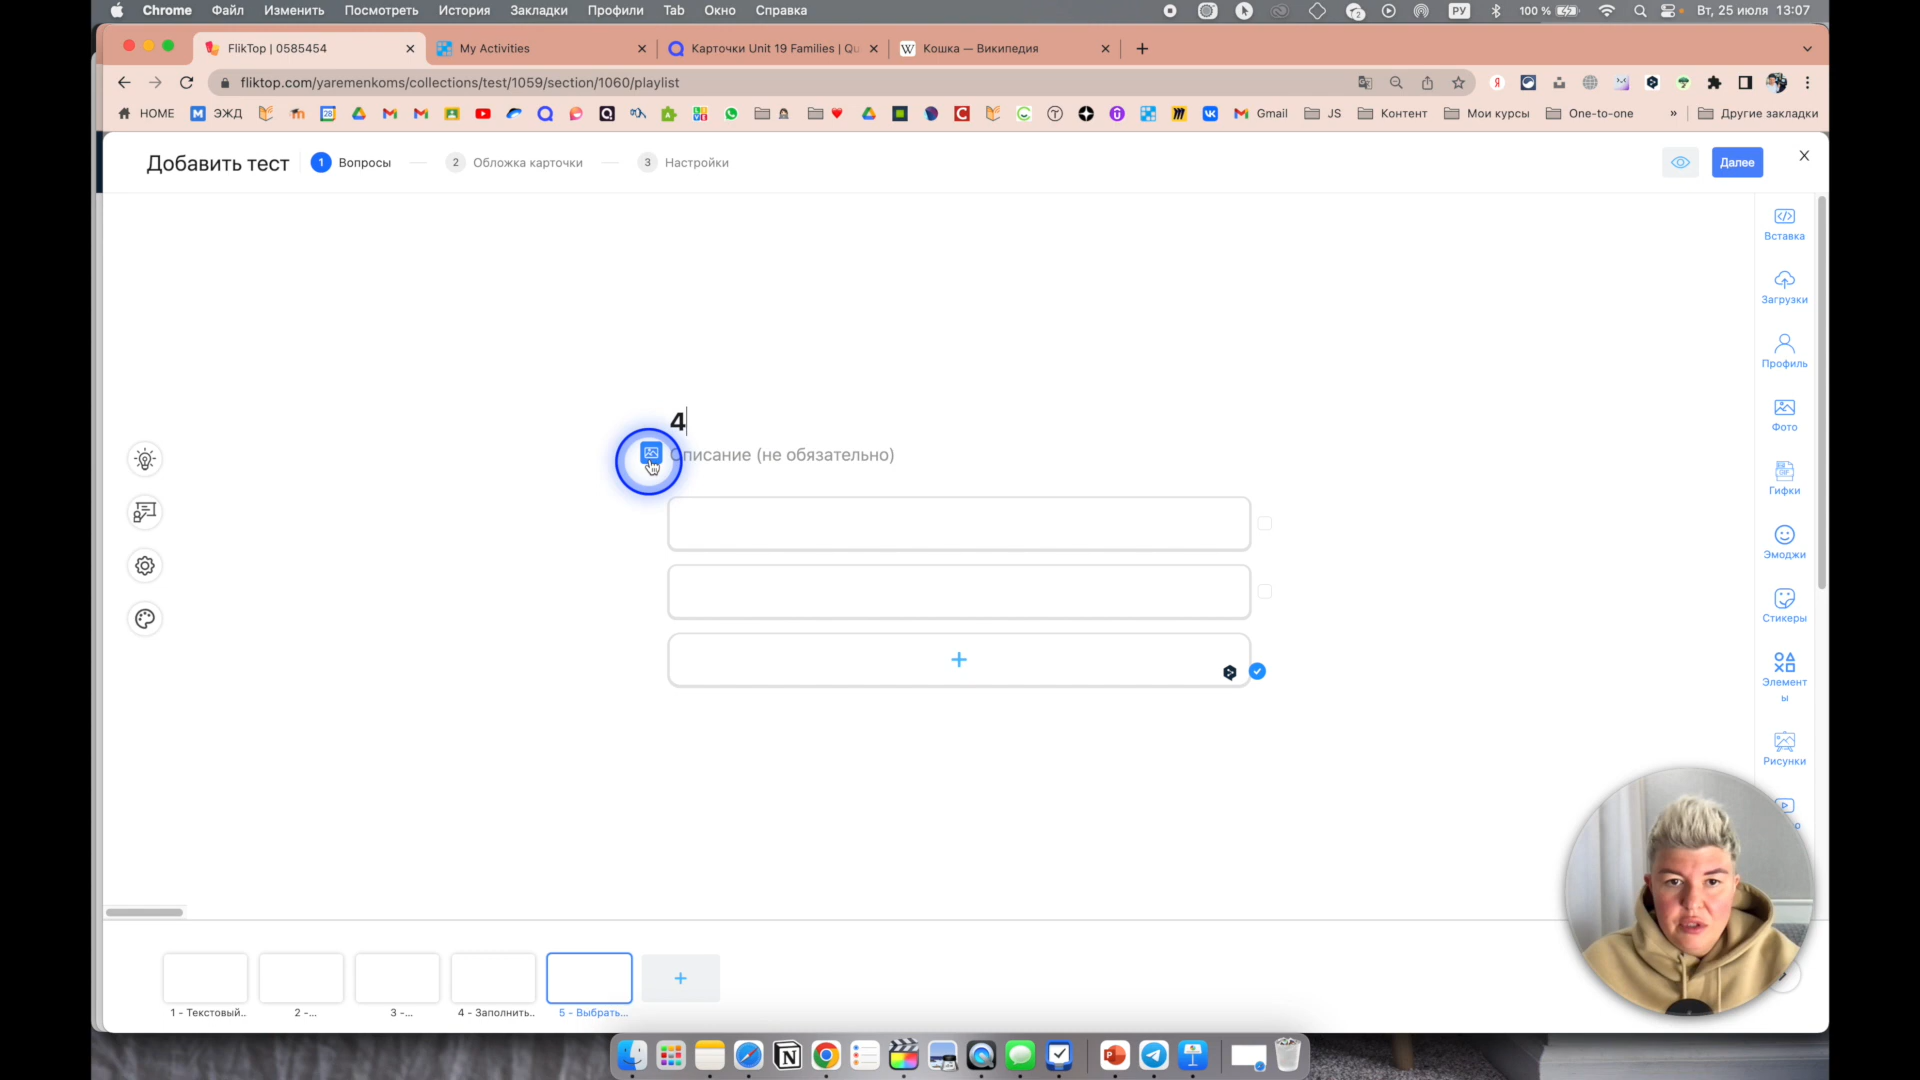 Chrome Файл Изменить Посмотреть История Закладки Профили Tab Окно Справка РУ 100 % Вт, 25 июля 13:07
FlikTop | 0585454 My Activities Карточки Unit 19 Families | Qu Кошка — Википедия
fliktop.com/yaremenkoms/collections/test/1059/section/1060/playlist
HOME ЭЖД Gmail JS Контент Мои курсы One-to-one » Другие закладки
Добавить тест 1 Вопросы 2 Обложка карточки 3 Настройки Далее
Вставка
Загрузки
Профиль
Фото
Гифки
Эмоджи
Стикеры
Элемент
ы
Рисунки
4
Описание (не обязательно)
1 - Текстовый.. 2 -... 3 -... 4 - Заполнить.. 5 - Выбрать...